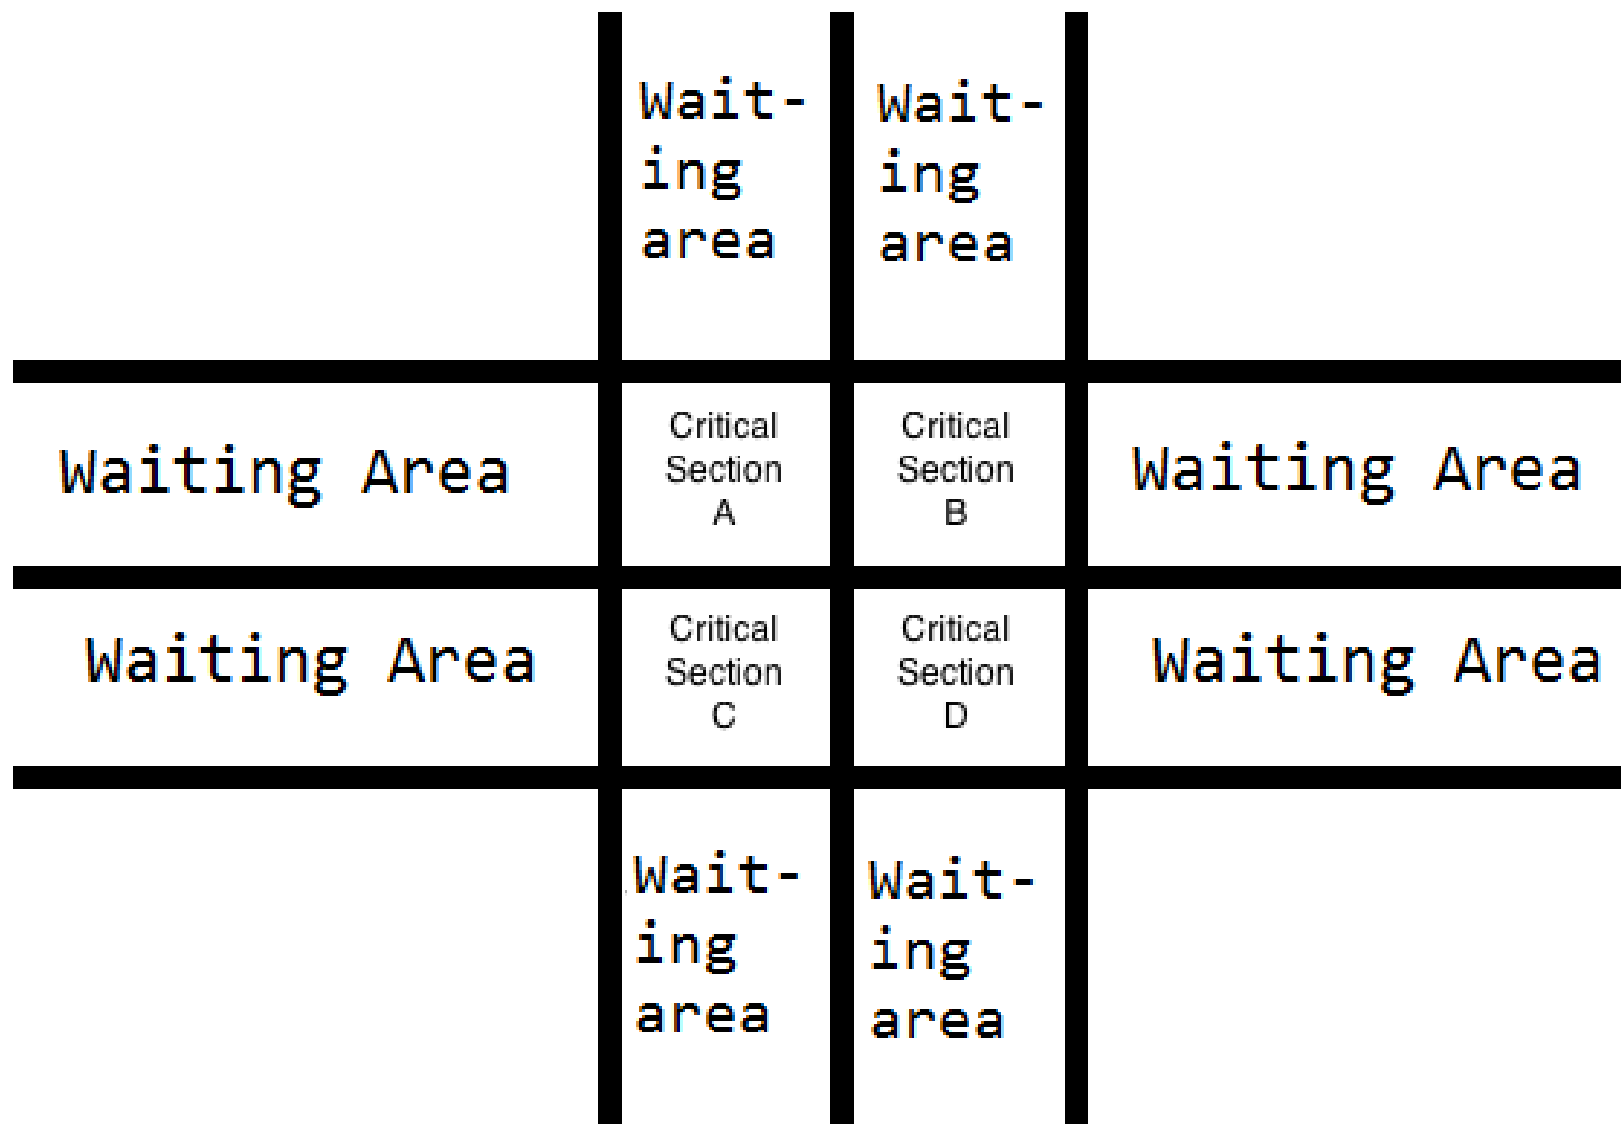 Wait-
ing
area
Wait-
ing
area
Waiting Area
Critical
Section
A
Critical
Section
B
Waiting Area
Waiting Area
Critical
Section
C
Critical
Section
D
Waiting Area
Wait-
ing
area
Wait-
ing
area